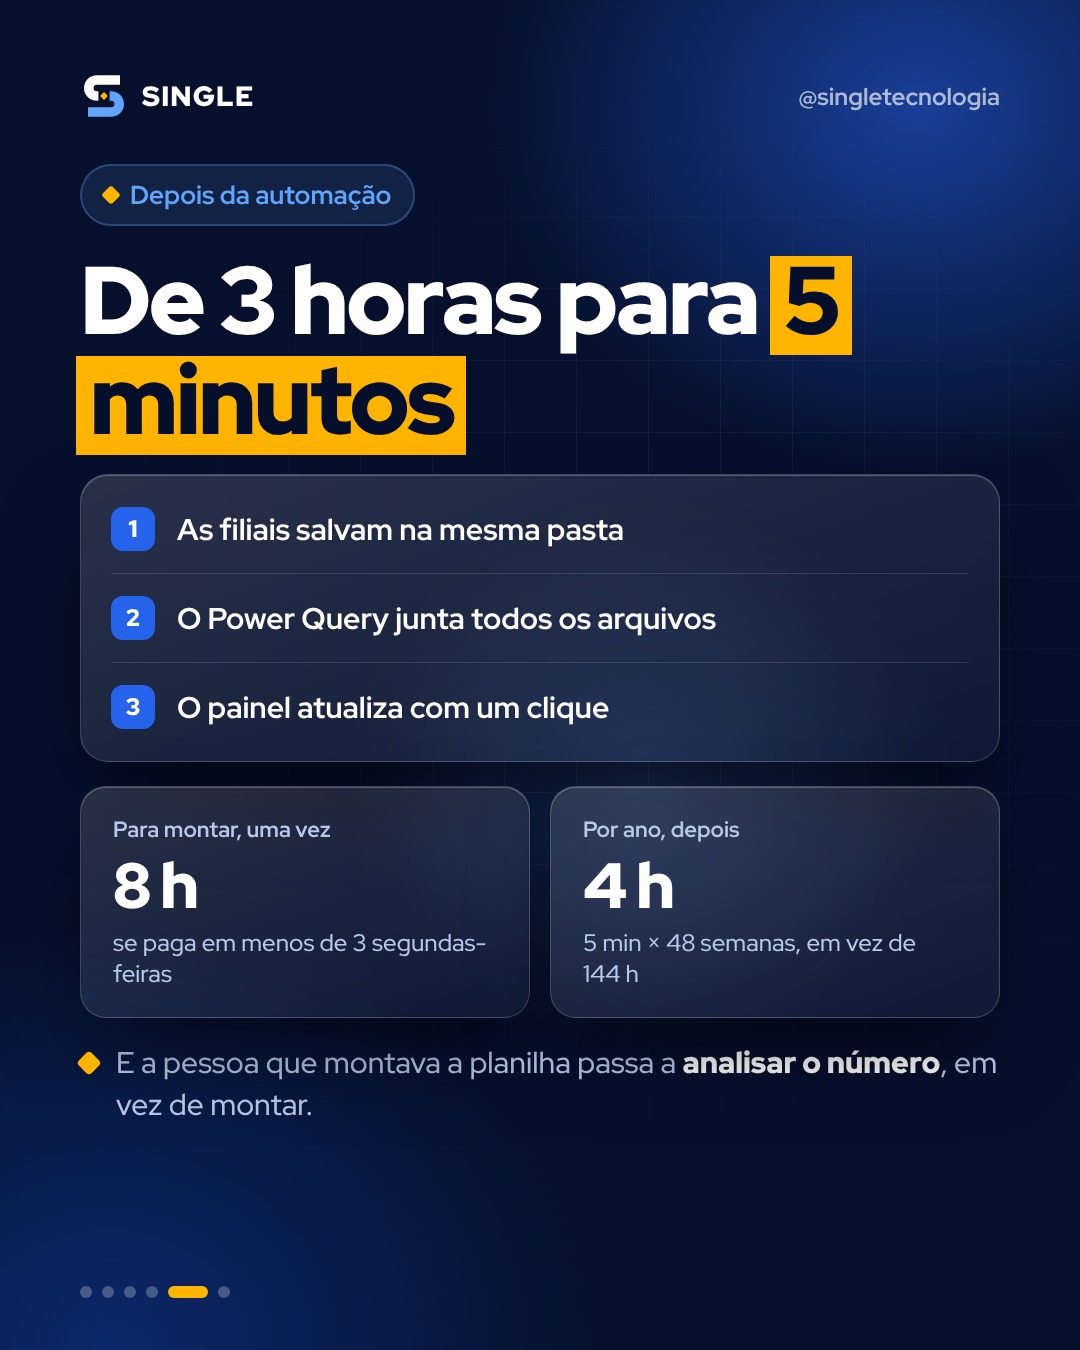 SINGLE
@singletecnologia
Depois da automação
De 3 horas para 5
minutos
1 As filiais salvam na mesma pasta
2 O Power Query junta todos os arquivos
3 O painel atualiza com um clique
Para montar, uma vez
8 h
se paga em menos de 3 segundas-
feiras
Por ano, depois
4 h
5 min × 48 semanas, em vez de
144 h
E a pessoa que montava a planilha passa a analisar o número, em
vez de montar.